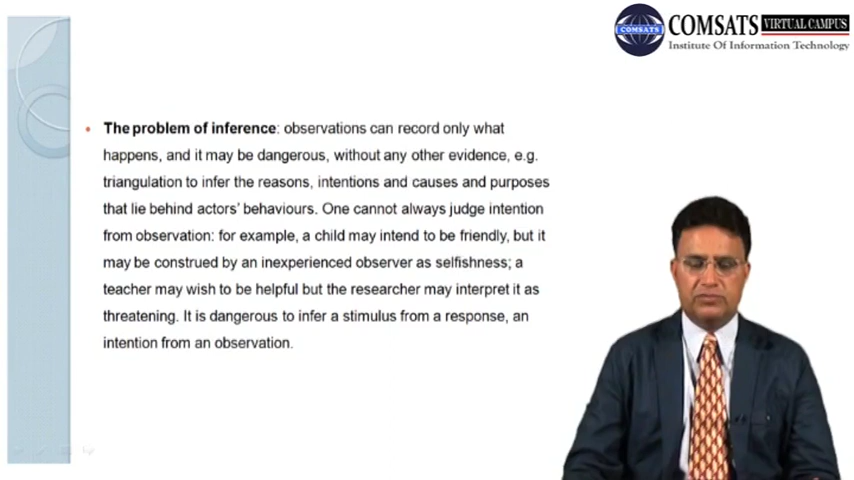 COMSATS
COMSATS VIRTUAL CAMPUS
Institute Of Information Technology
The problem of inference: observations can record only what
happens, and it may be dangerous, without any other evidence, e.g.
triangulation to infer the reasons, intentions and causes and purposes
that lie behind actors' behaviours. One cannot always judge intention
from observation: for example, a child may intend to be friendly, but it
may be construed by an inexperienced observer as selfishness; a
teacher may wish to be helpful but the researcher may interpret it as
threatening. It is dangerous to infer a stimulus from a response, an
intention from an observation.